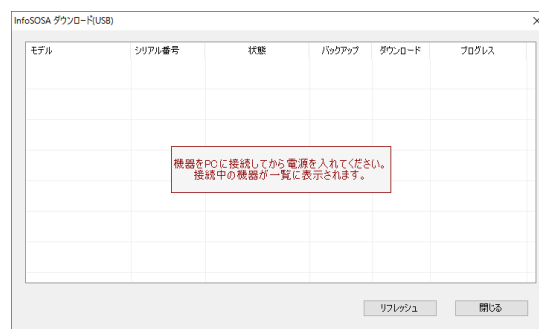 InfoSOSA ダウンロード(USB)
モデル シリアル番号 状態 バックアップ ダウンロード プログレス
機器をPCに接続してから電源を入れてください。
接続中の機器が一覧に表示されます。
リフレッシュ 閉じる